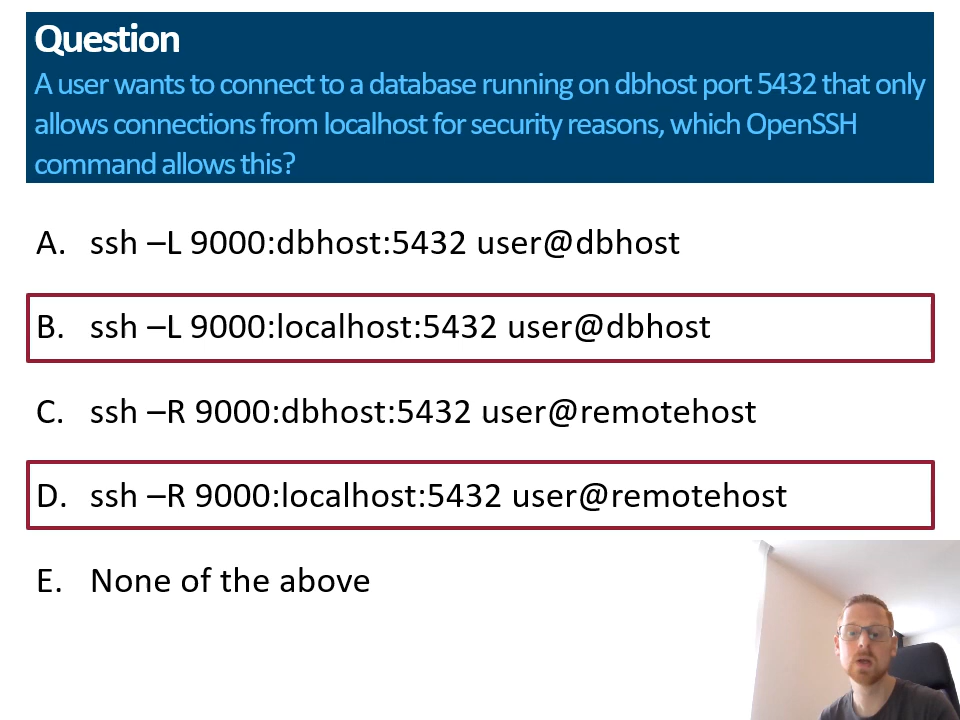 Question
A user wants to connect to a database running on dbhost port 5432 that only
allows connections from localhost for security reasons, which OpenSSH
command allows this?
A. ssh –L 9000:dbhost:5432 user@dbhost
B. ssh –L 9000:localhost:5432 user@dbhost
C. ssh –R 9000:dbhost:5432 user@remotehost
D. ssh –R 9000:localhost:5432 user@remotehost
E. None of the above